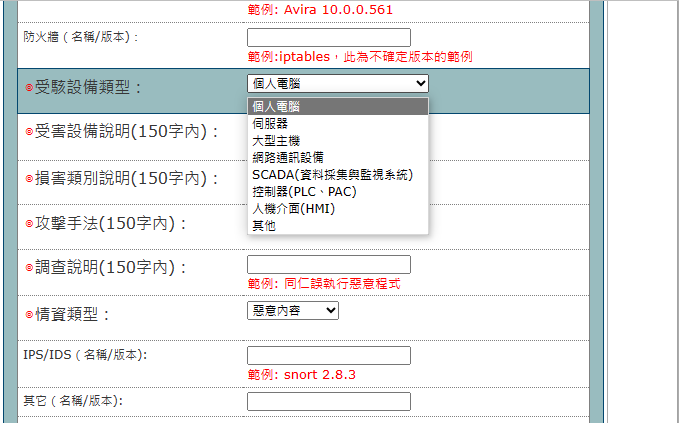 範例: Avira 10.0.0.561
防火牆 ( 名稱/版本) :
範例:iptables，此為不確定版本的範例
◎受駭設備類型：
個人電腦
個人電腦
伺服器
大型主機
網路通訊設備
SCADA(資料採集與監視系統)
控制器(PLC、PAC)
人機介面(HMI)
其他
◎受害設備說明(150字內)：
◎損害類別說明(150字內)：
◎攻擊手法(150字內)：
◎調查說明(150字內)：
範例: 同仁誤執行惡意程式
◎情資類型：
惡意內容
IPS/IDS ( 名稱/版本):
範例: snort 2.8.3
其它 ( 名稱/版本):